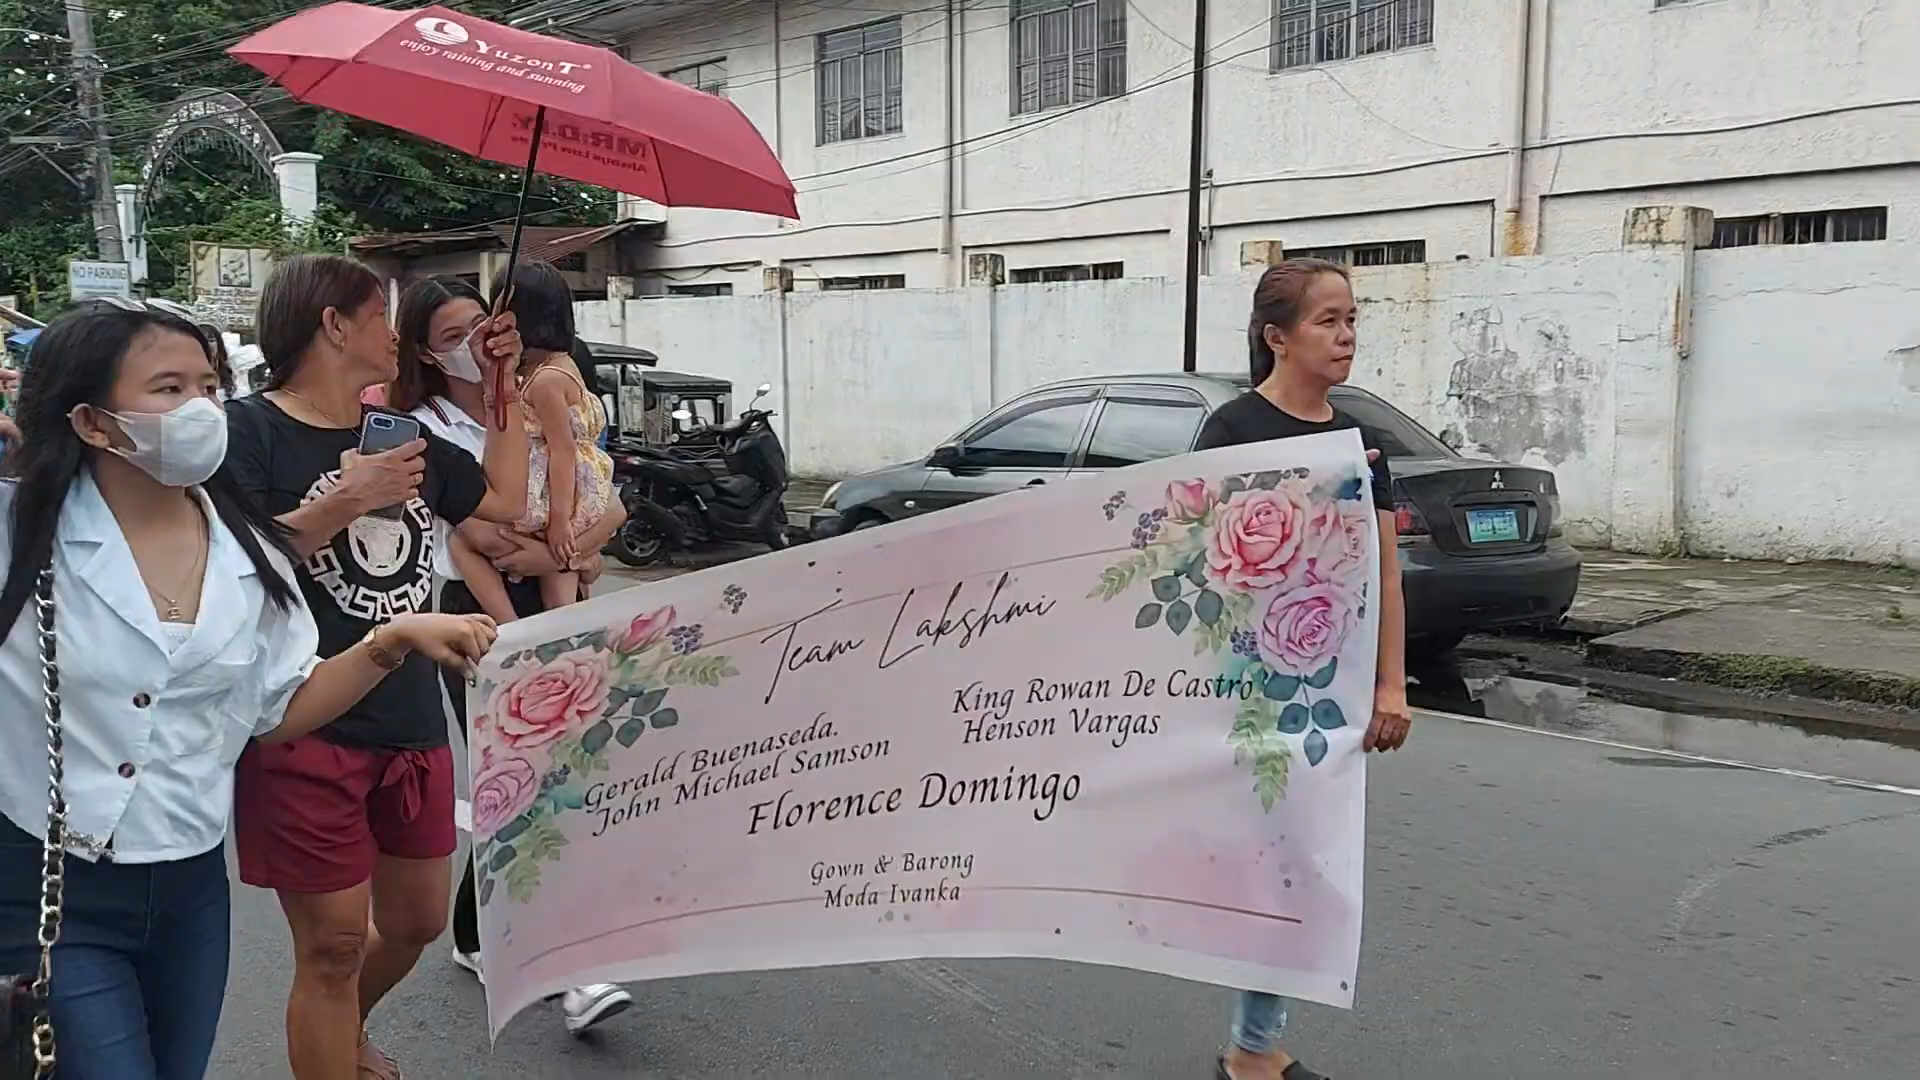 YuzonT
enjoy raining and sunning
MR.D.I.Y.
Always Low Prices
NO PARKING
Team Lakshmi
Gerald Buenaseda.
John Michael Samson
King Rowan De Castro
Henson Vargas
Florence Domingo
Gown & Barong
Moda Ivanka